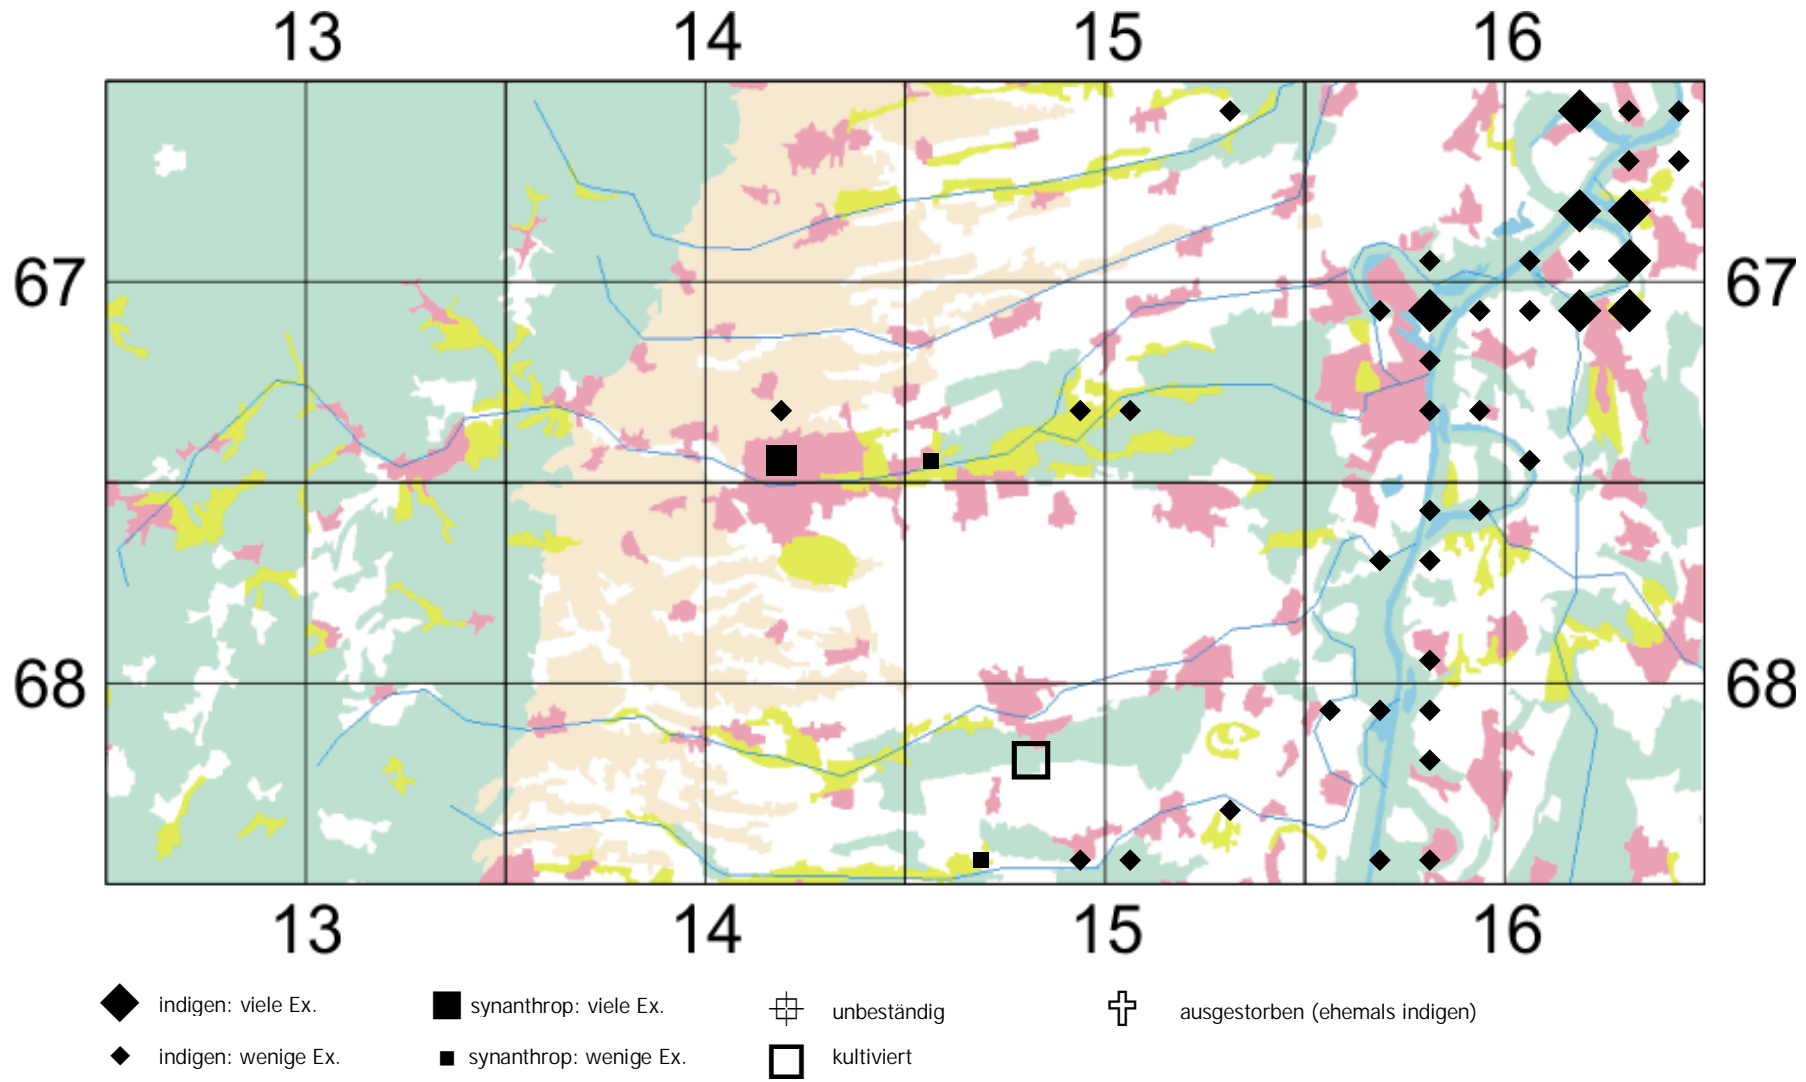 13 14 15 16
67 67
68 68
13 14 15 16
indigen: viele Ex. synanthrop: viele Ex. unbeständig ausgestorben (ehemals indigen)
indigen: wenige Ex. synanthrop: wenige Ex. kultiviert